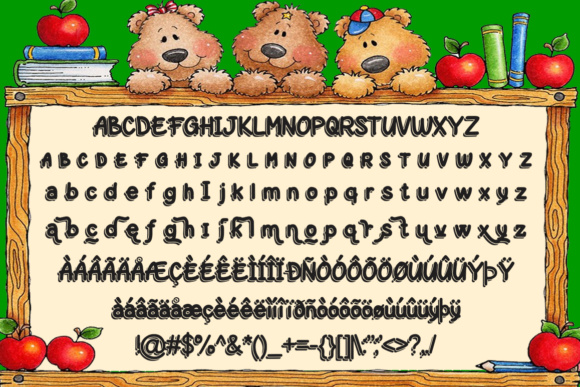 ABCDEFGHIJKLMNOPQRSTUVWXYZ
A B C D E F G H I J K L M N O P Q R S T U V W X Y Z
a b c d e f g h I j k l m n o p q r s t u v w x y z
a b c d e f g h I j k l m n o p q r s t u v w x y z
ÀÁÂÃÄÅÆÇÈÉÊËÌÍÎÏÐÑÒÓÔÕÖØÙÚÛÜÝÞŸ
àáâãäåæçèéêëìíîïðñòóôõöøùúûüýþÿ
!@#$%^&*()_+=-{}[]|\:"";'<>?,./